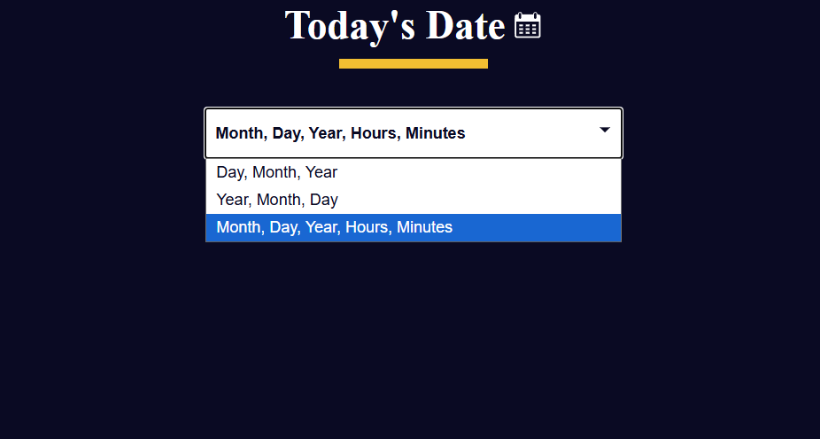 Today's Date
Month, Day, Year, Hours, Minutes
Day, Month, Year
Year, Month, Day
Month, Day, Year, Hours, Minutes